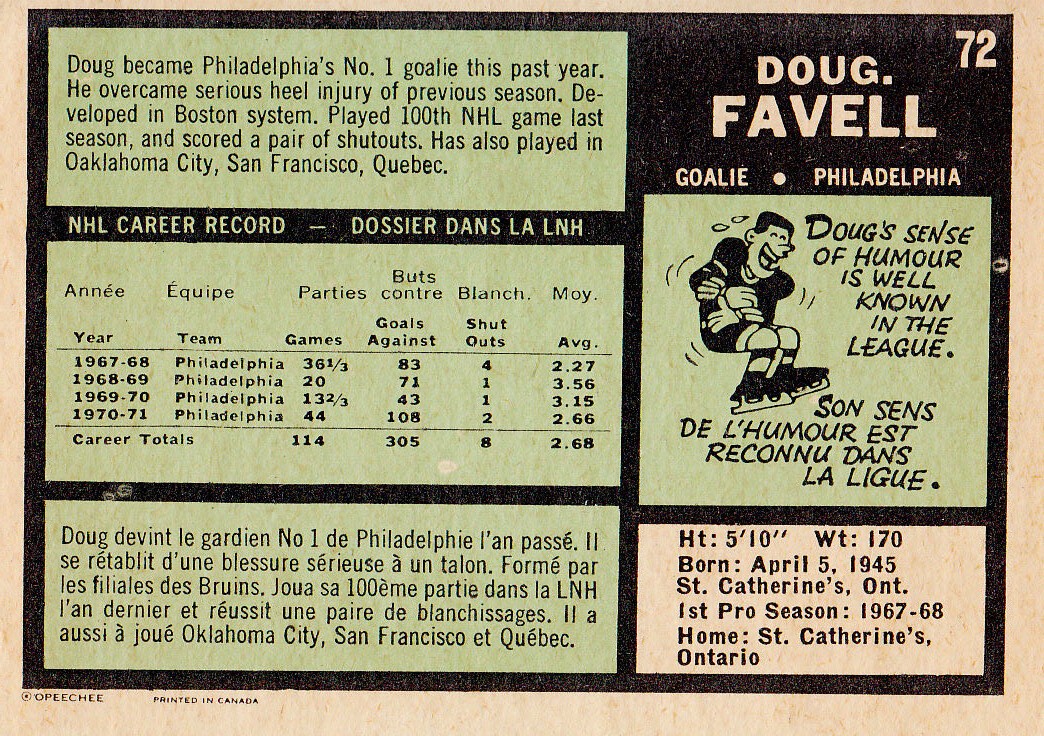 72
DOUG.
FAVELL
GOALIE • PHILADELPHIA
Doug became Philadelphia's No. 1 goalie this past year.
He overcame serious heel injury of previous season. De-
veloped in Boston system. Played 100th NHL game last
season, and scored a pair of shutouts. Has also played in
Oaklahoma City, San Francisco, Quebec.
NHL CAREER RECORD — DOSSIER DANS LA LNH
Année Équipe Parties Buts contre Blanch. Moy.
Year Team Games Goals Against Shut Outs Avg.
1967-68 Philadelphia 36 1/3 83 4 2.27
1968-69 Philadelphia 20 71 1 3.56
1969-70 Philadelphia 13 2/3 43 1 3.15
1970-71 Philadelphia 44 108 2 2.66
Career Totals 114 305 8 2.68
Doug devint le gardien No 1 de Philadelphie l'an passé. Il
se rétablit d'une blessure sérieuse à un talon. Formé par
les filiales des Bruins. Joua sa 100ème partie dans la LNH
l'an dernier et réussit une paire de blanchissages. Il a
aussi à joué Oklahoma City, San Francisco et Québec.
DOUG'S SENSE
OF HUMOUR
IS WELL
KNOWN
IN THE
LEAGUE.
SON SENS
DE L'HUMOUR EST
RECONNU DANS
LA LIGUE.
Ht: 5'10" Wt: 170
Born: April 5, 1945
St. Catherine's, Ont.
1st Pro Season: 1967-68
Home: St. Catherine's,
Ontario
© OPEECHEE PRINTED IN CANADA